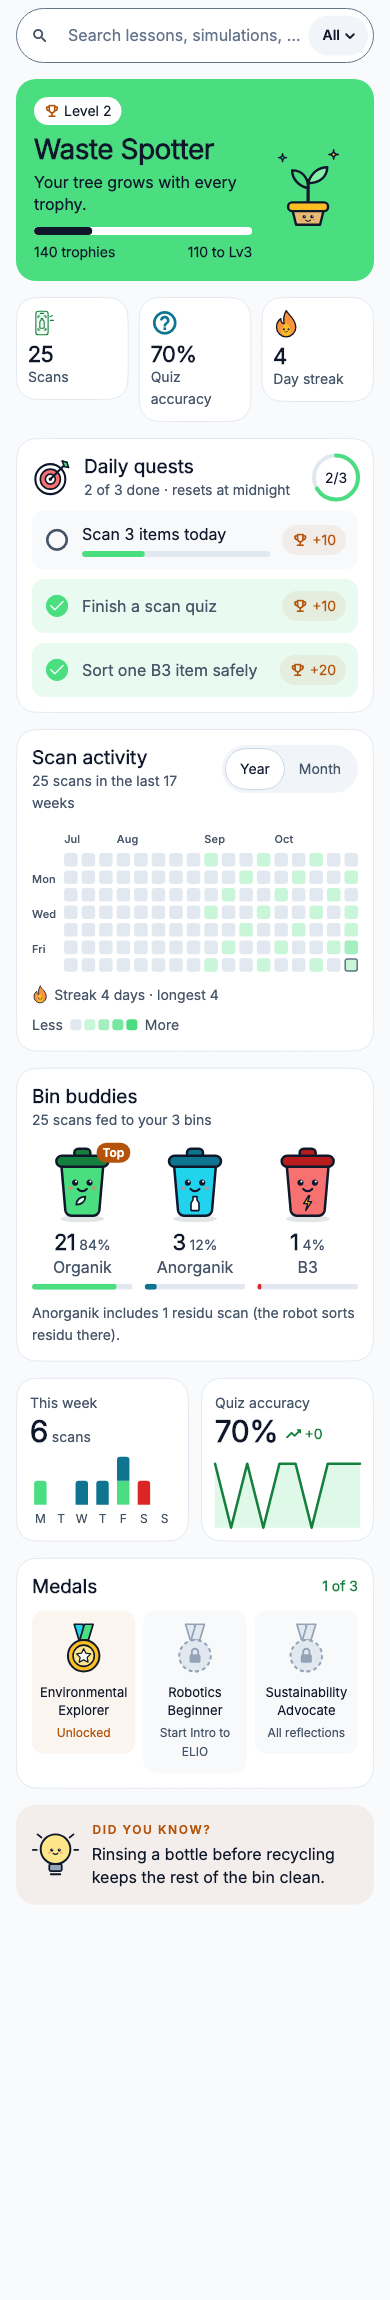 Search lessons, simulations, ...
All
Level 2
Waste Spotter
Your tree grows with every
trophy.
140 trophies
110 to Lv3
25
Scans
70%
Quiz
accuracy
4
Day streak
Daily quests
2 of 3 done · resets at midnight
2/3
Scan 3 items today
+10
Finish a scan quiz
+10
Sort one B3 item safely
+20
Scan activity
25 scans in the last 17
weeks
Year
Month
Jul Aug Sep Oct
Mon
Wed
Fri
Streak 4 days · longest 4
Less
More
Bin buddies
25 scans fed to your 3 bins
Top
21 84%
Organik
3 12%
Anorganik
1 4%
B3
Anorganik includes 1 residu scan (the robot sorts
residu there).
This week
6 scans
M T W T F S S
Quiz accuracy
70% +0
Medals
1 of 3
Environmental
Explorer
Unlocked
Robotics
Beginner
Start Intro to
ELIO
Sustainability
Advocate
All reflections
DID YOU KNOW?
Rinsing a bottle before recycling
keeps the rest of the bin clean.